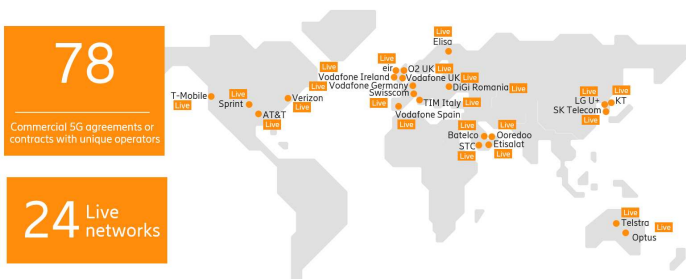 78
Commercial 5G agreements or
contracts with unique operators
24 Live
networks
T-Mobile
Live
Live
Sprint
AT&T
Live
Live
Verizon
Live
Live
Elisa
Live
eir
Live
O2 UK Live
Vodafone Ireland
Vodafone UK Live
Vodafone Germany
DiGi Romania Live
Swisscom
Live
TIM Italy Live
Vodafone Spain
Live
Live
Live
Batelco
Ooredoo
STC
Etisalat
Live
Live
Live
Live
LG U+
KT
SK Telecom
Live
Live
Telstra
Live
Optus